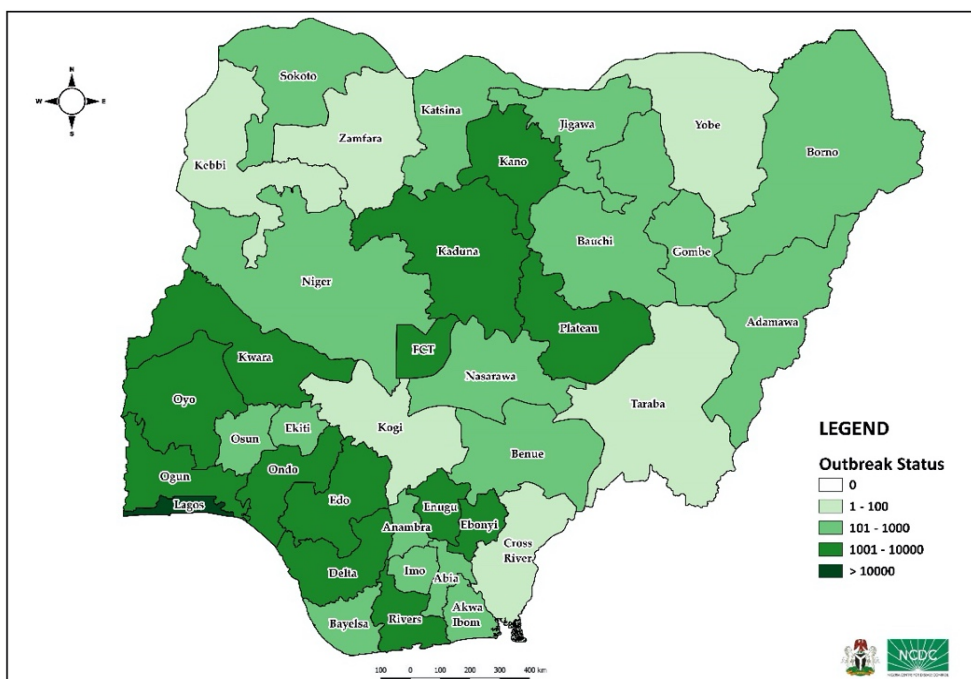 N
W E
S
Sokoto
Katsina
Jigawa
Yobe
Borno
Kebbi
Zamfara
Kano
Kaduna
Bauchi
Gombe
Niger
Adamawa
Plateau
FCT
Kwara
Nasarawa
Oyo
Taraba
Kogi
Osun
Ekiti
Benue
Ogun
Ondo
Lagos
Edo
Enugu
Anambra
Ebonyi
Cross
River
Delta
Imo
Abia
Akwa
Ibom
Bayelsa
Rivers
LEGEND
Outbreak Status
0
1 - 100
101 - 1000
1001 - 10000
> 10000
100 0 100 200 300 400 km
NCDC